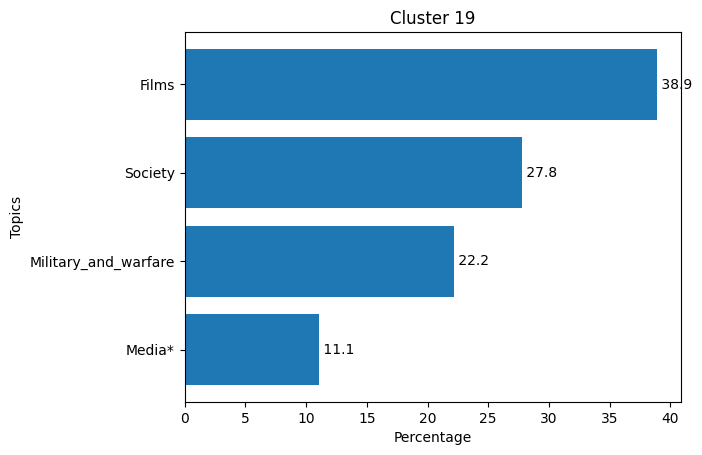 Cluster 19
Topics
Films
38.9
Society
27.8
Military_and_warfare
22.2
Media*
11.1
0 5 10 15 20 25 30 35 40
Percentage